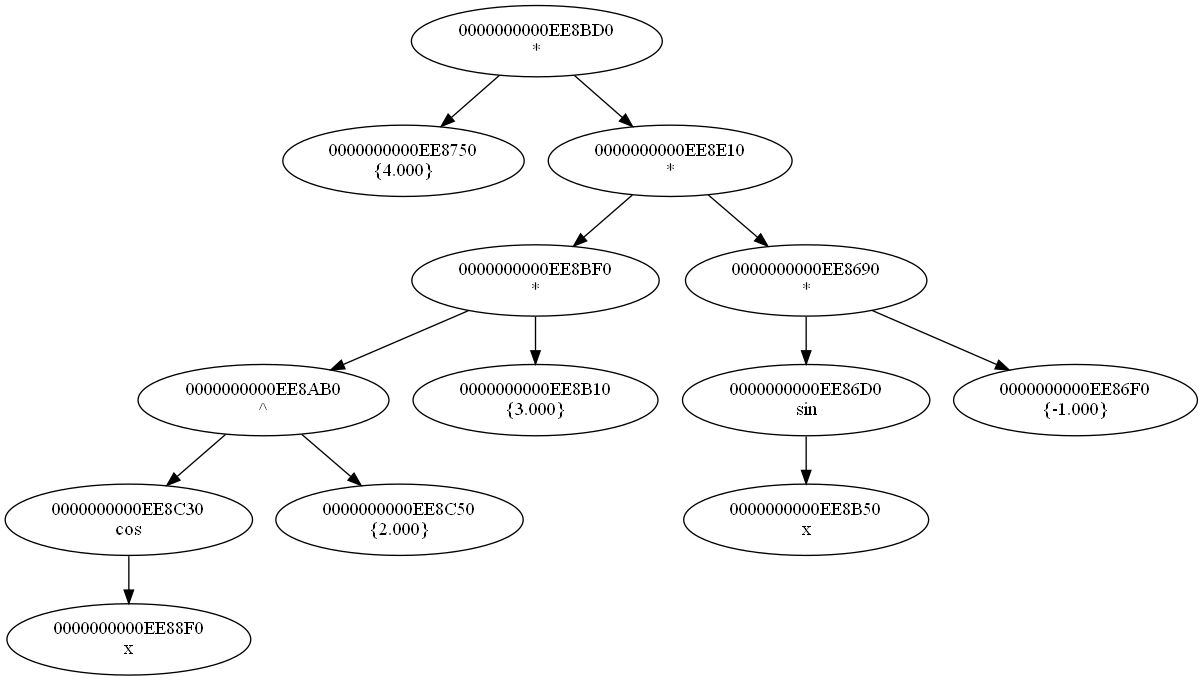 0000000000EE8BD0
*
0000000000EE8750
{4.000}
0000000000EE8E10
*
0000000000EE8BF0
*
0000000000EE8690
*
0000000000EE8AB0
^
0000000000EE8B10
{3.000}
0000000000EE86D0
sin
0000000000EE86F0
{-1.000}
0000000000EE8C30
cos
0000000000EE8C50
{2.000}
0000000000EE8B50
x
0000000000EE88F0
x